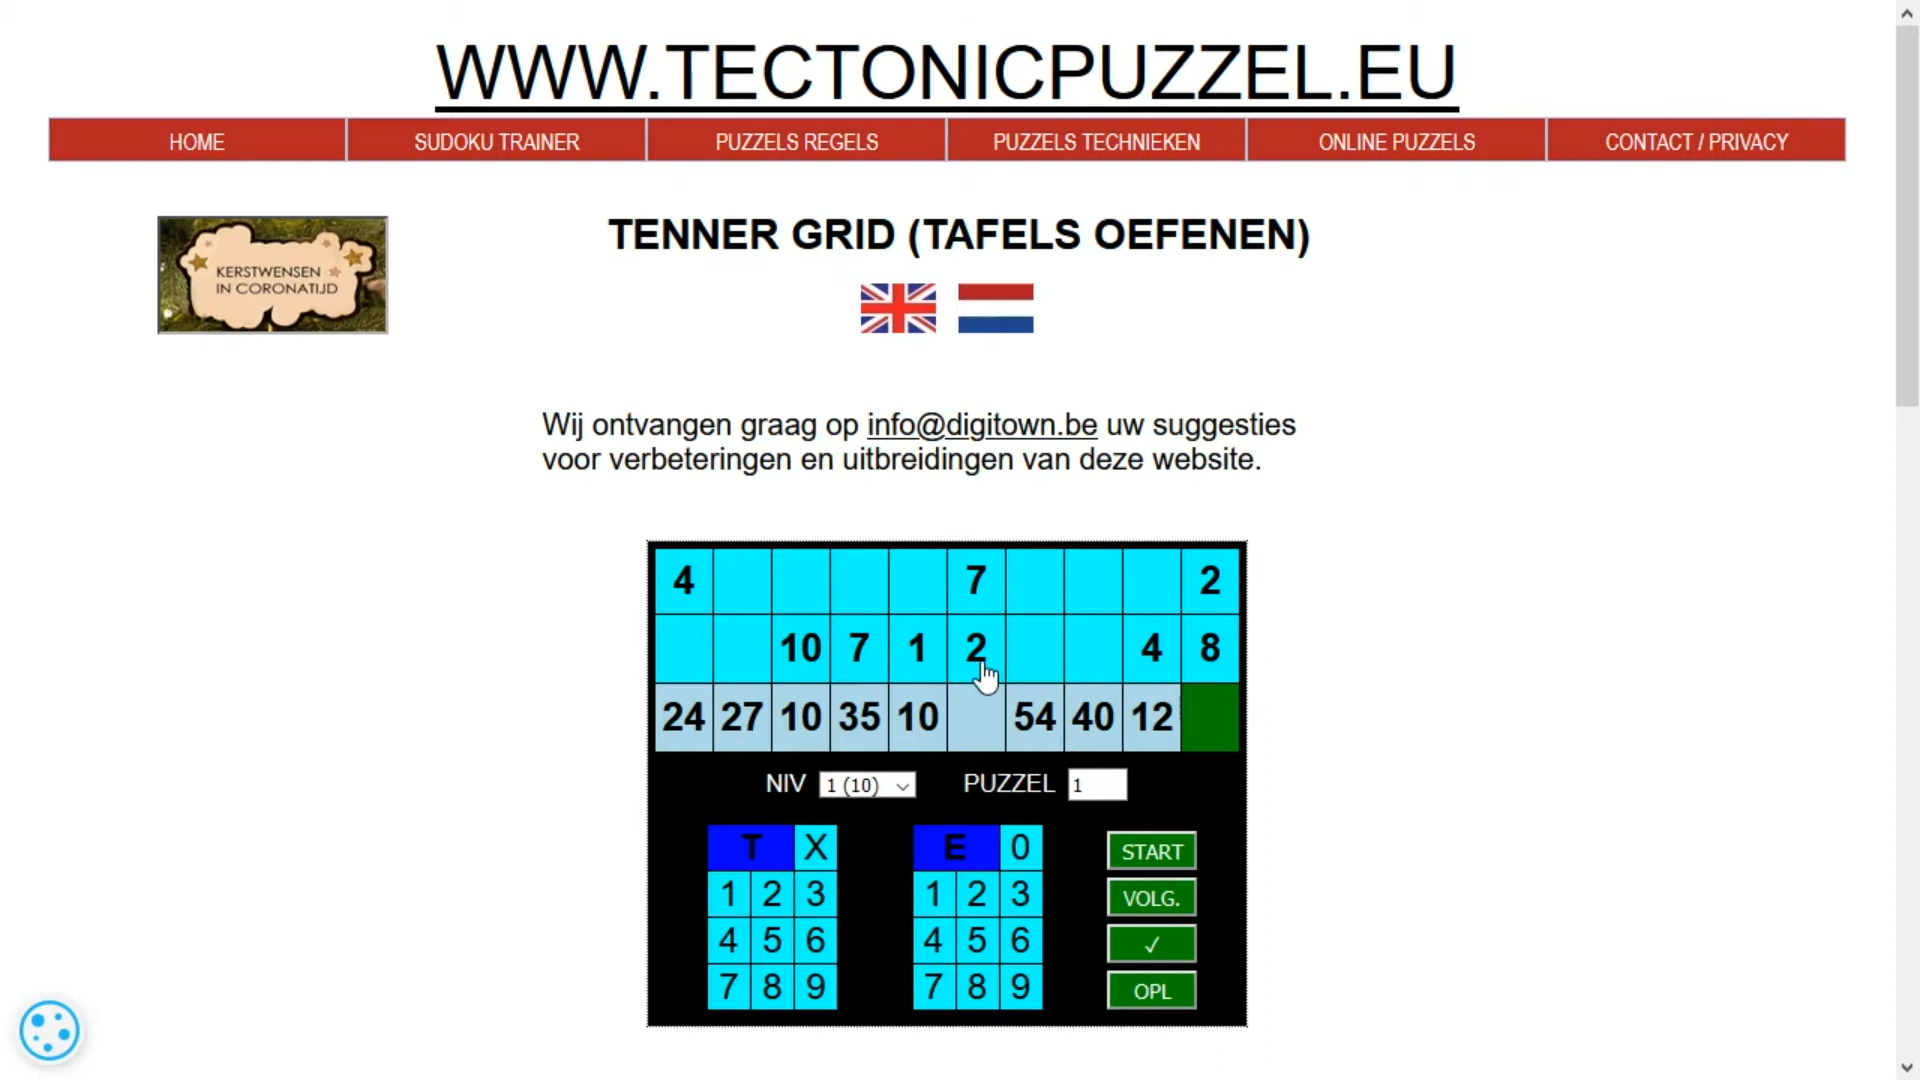 WWW.TECTONICPUZZEL.EU
HOME SUDOKU TRAINER PUZZELS REGELS PUZZELS TECHNIEKEN ONLINE PUZZELS CONTACT / PRIVACY
TENNER GRID (TAFELS OEFENEN)
KERSTWENSEN
IN CORONATIJD
Wij ontvangen graag op info@digitown.be uw suggesties
voor verbeteringen en uitbreidingen van deze website.
4 7 2
10 7 1 2 4 8
24 27 10 35 10 54 40 12
NIV 1 (10) PUZZEL 1
T X E 0 START
1 2 3 1 2 3 VOLG.
4 5 6 4 5 6 ✓
7 8 9 7 8 9 OPL